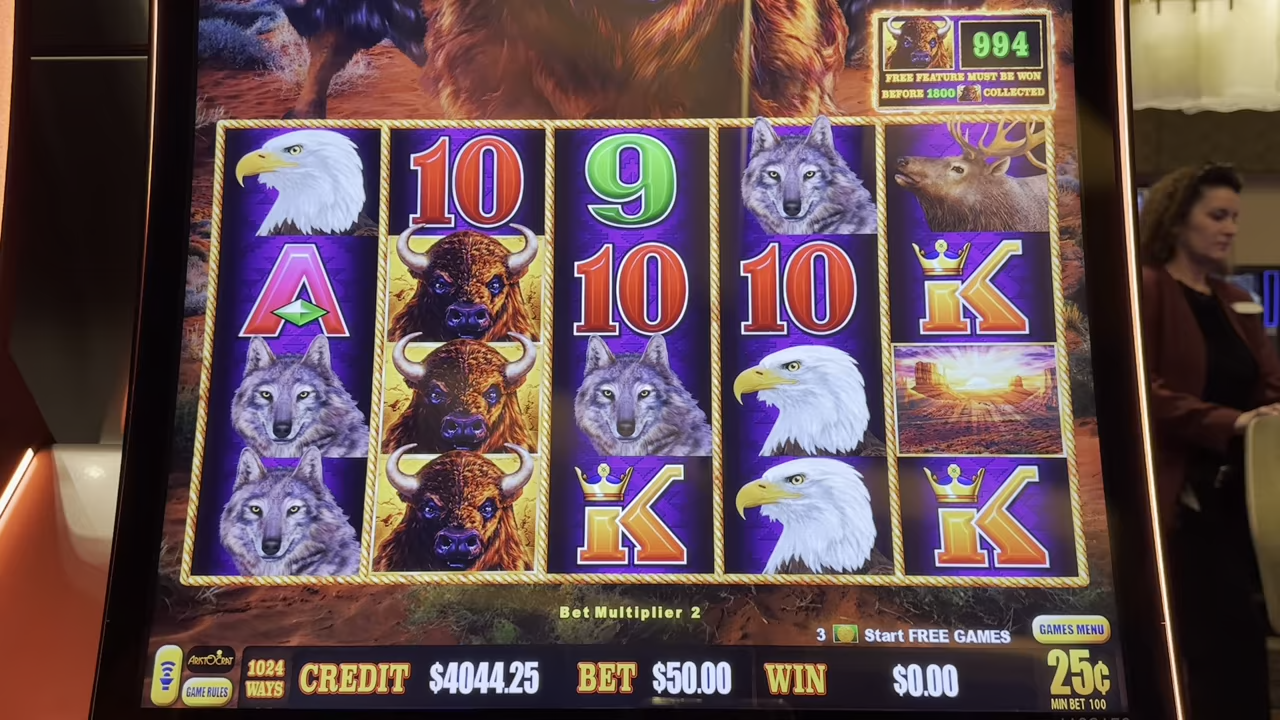 994
FREE FEATURE MUST BE WON
BEFORE 1800 COLLECTED
10 9
A 10 10 K
K K
Bet Multiplier 2
3 Start FREE GAMES
GAMES MENU
ARISTOCRAT
GAME RULES
1024 WAYS
CREDIT $4044.25 BET $50.00 WIN $0.00
25¢
MIN BET 100